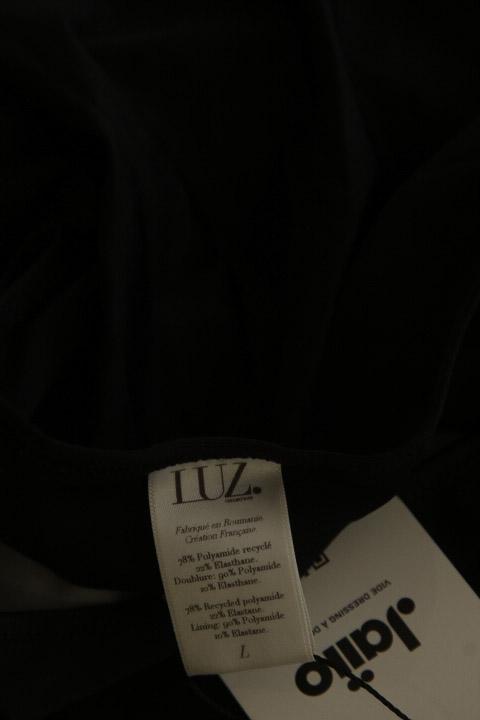 LUZ.
Fabriqué en Roumanie
Création Française
78% Polyamide recyclé
22% Elasthane.
Doublure: 90% Polyamide
10% Elasthane.
78% Recycled polyamide
22% Elastane.
Lining: 90% Polyamide
10% Elastane.
L
Jaïko
VIDE DRESSING À